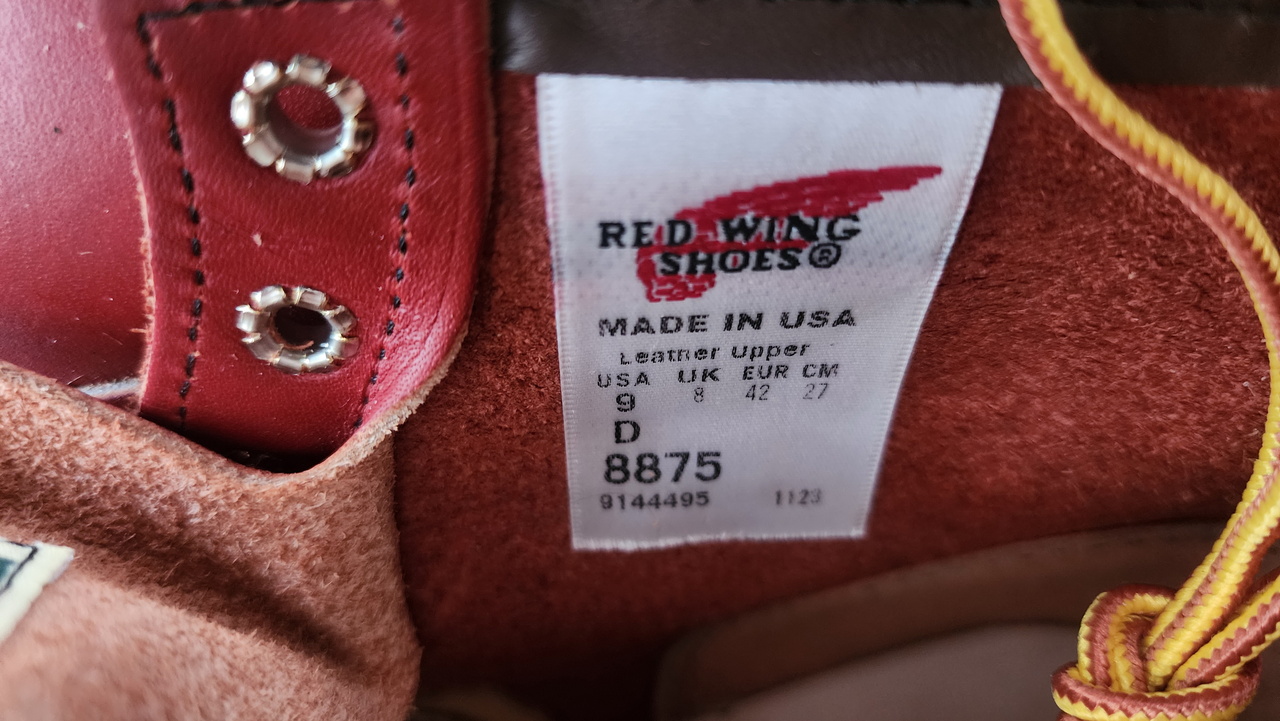 RED WING
SHOES®
MADE IN USA
Leather Upper
USA UK EUR CM
9 8 42 27
D
8875
9144495 1123